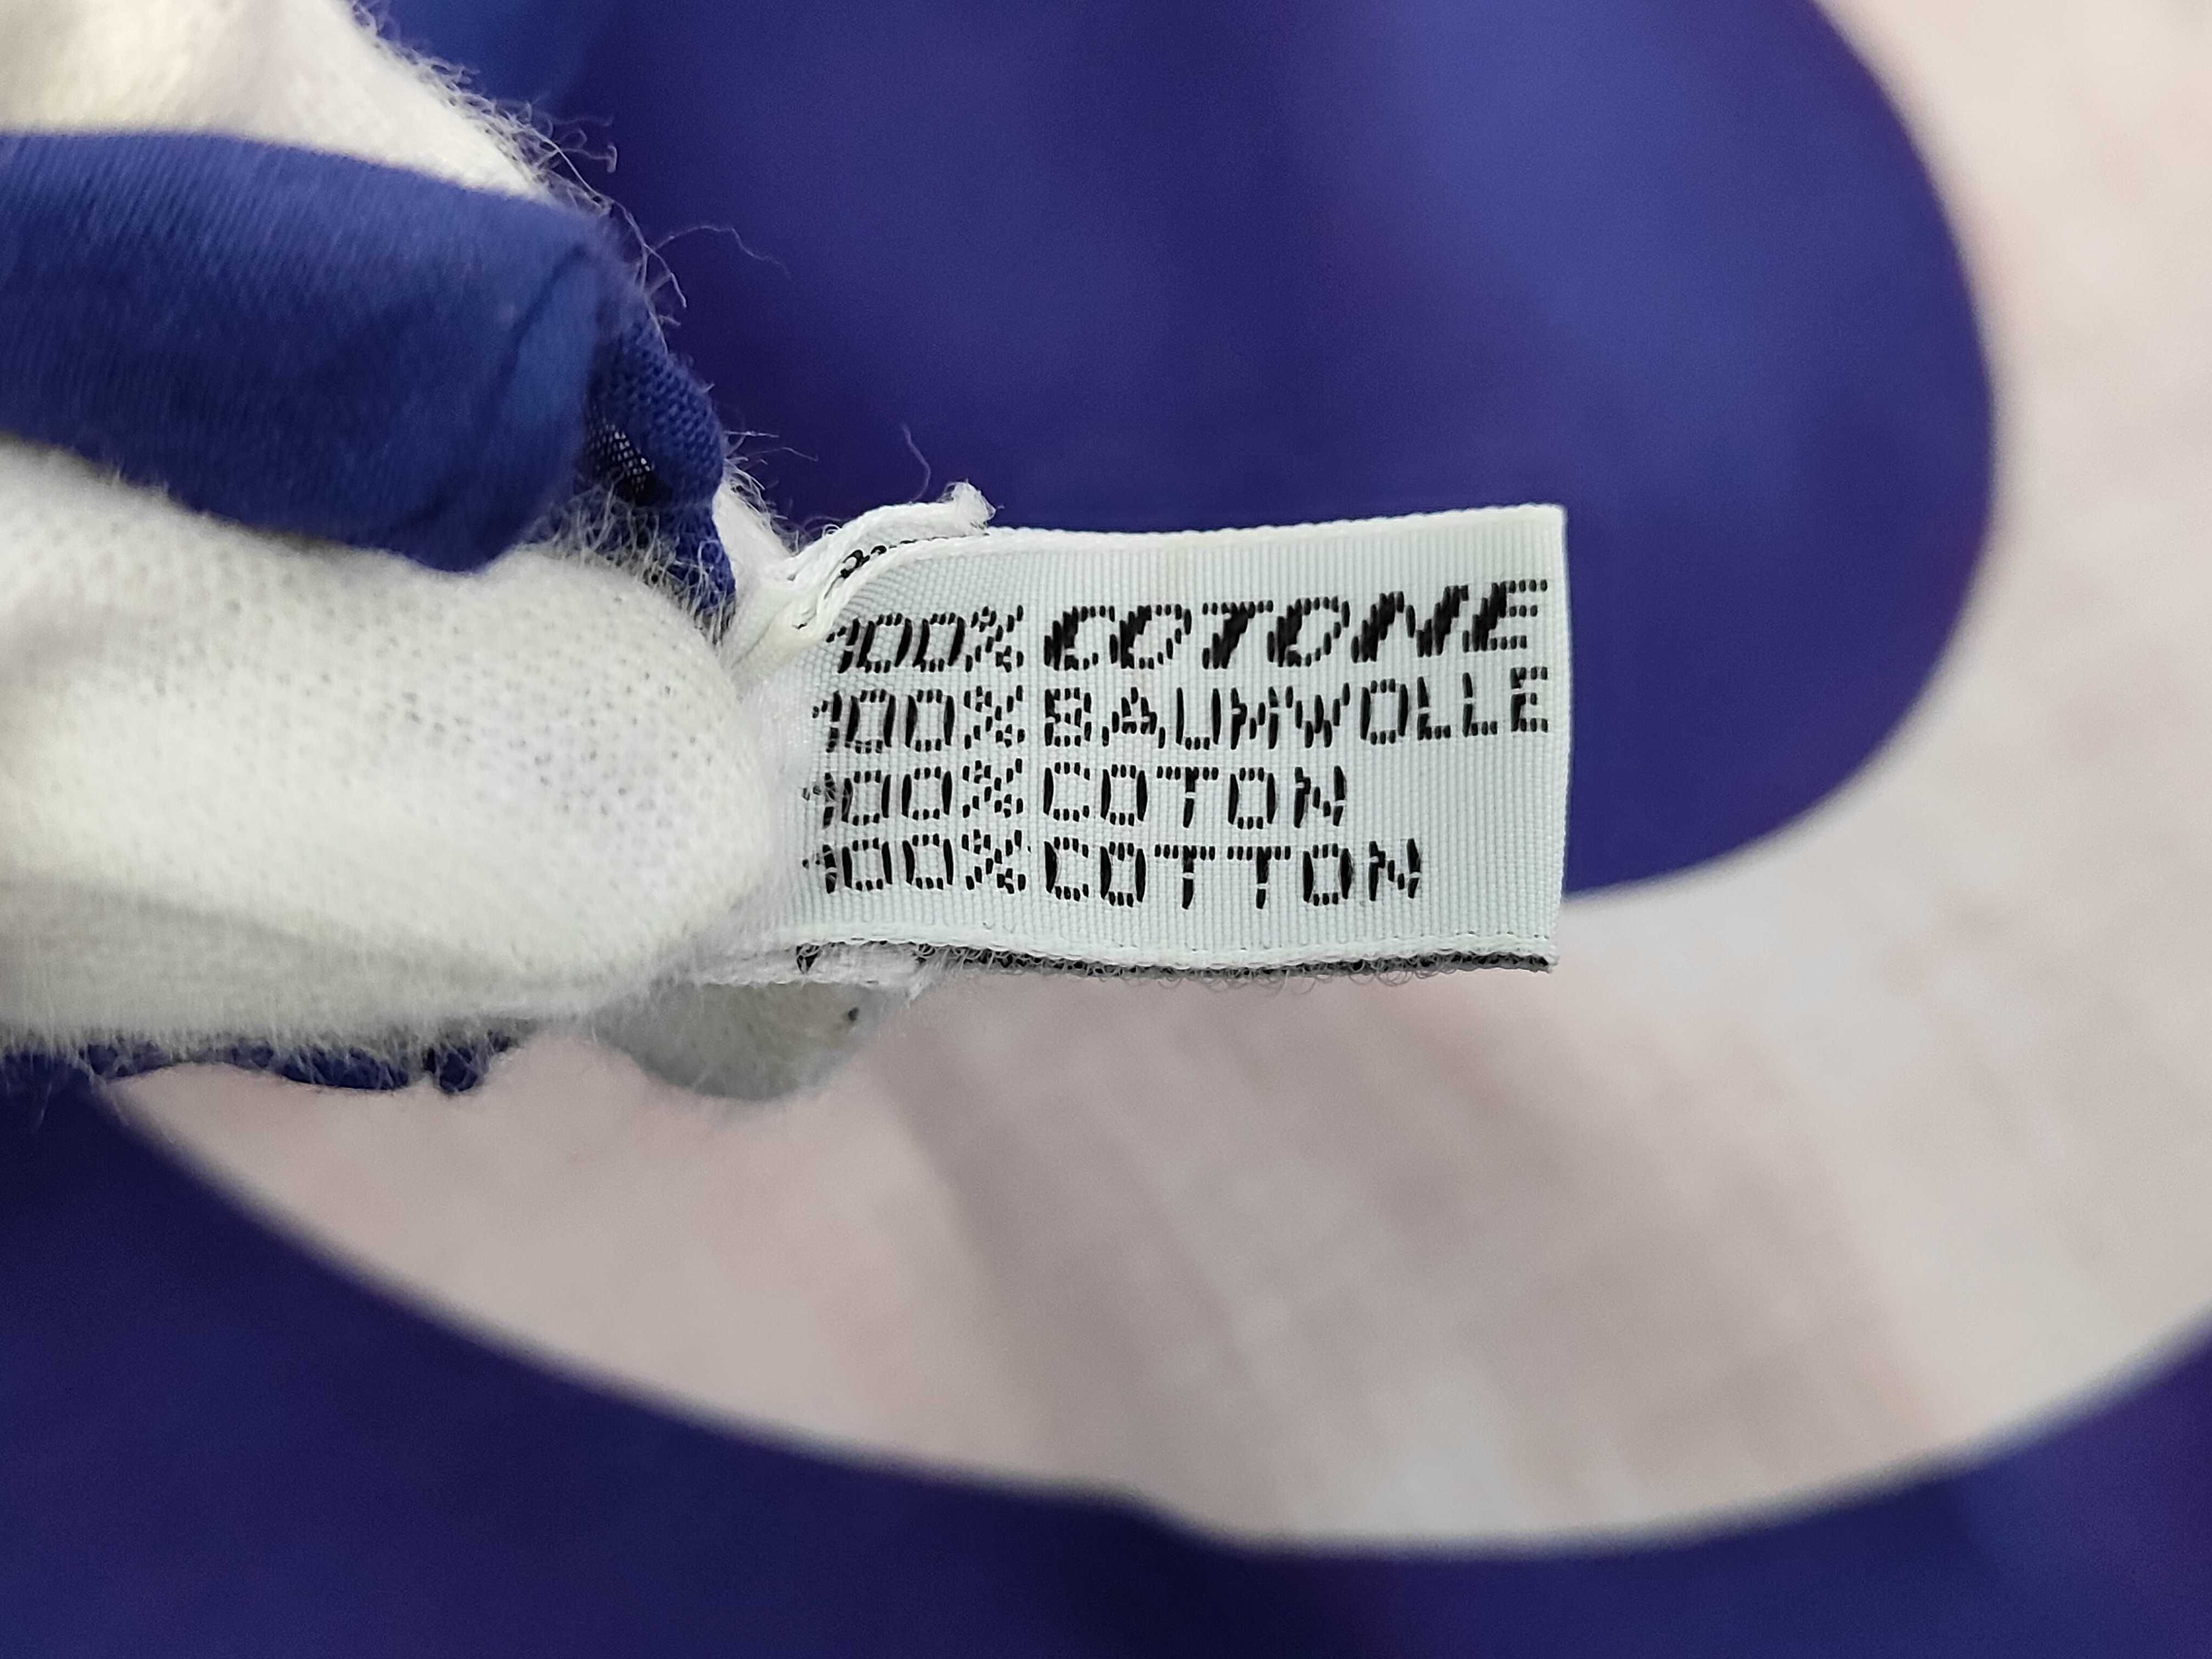 100% COTONE
100% BAUMWOLLE
100% COTON
100% COTTON